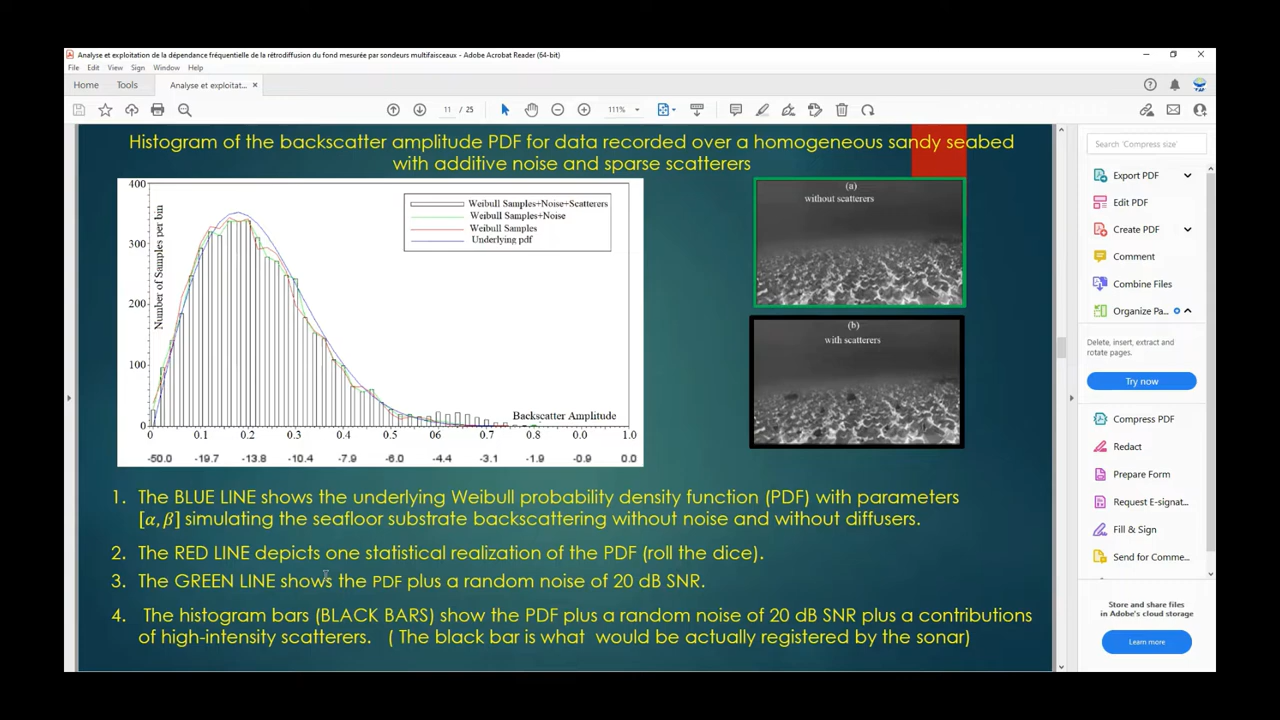 Analyse et exploitation de la dépendance fréquentielle de la rétrodiffusion du fond mesurée par sondeurs multifaisceaux - Adobe Acrobat Reader (64-bit)
File Edit View Sign Window Help
Home Tools Analyse et exploitat... ×
11 / 25 111%
Histogram of the backscatter amplitude PDF for data recorded over a homogeneous sandy seabed
with additive noise and sparse scatterers
400
300
200
100
0
Number of Samples per bin
Weibull Samples+Noise+Scatterers
Weibull Samples+Noise
Weibull Samples
Underlying pdf
Backscatter Amplitude
0 0.1 0.2 0.3 0.4 0.5 06 0.7 0.8 0.0 1.0
-50.0 -19.7 -13.8 -10.4 -7.9 -6.0 -4.4 -3.1 -1.9 -0.9 0.0
(a)
without scatterers
(b)
with scatterers
1. The BLUE LINE shows the underlying Weibull probability density function (PDF) with parameters
[α, β] simulating the seafloor substrate backscattering without noise and without diffusers.
2. The RED LINE depicts one statistical realization of the PDF (roll the dice).
3. The GREEN LINE shows the PDF plus a random noise of 20 dB SNR.
4. The histogram bars (BLACK BARS) show the PDF plus a random noise of 20 dB SNR plus a contributions
of high-intensity scatterers. ( The black bar is what would be actually registered by the sonar)
Search 'Compress size'
Export PDF
Edit PDF
Create PDF
Comment
Combine Files
Organize Pa...
Delete, insert, extract and
rotate pages.
Try now
Compress PDF
Redact
Prepare Form
Request E-signat...
Fill & Sign
Send for Comme...
Store and share files
in Adobe's cloud storage
Learn more